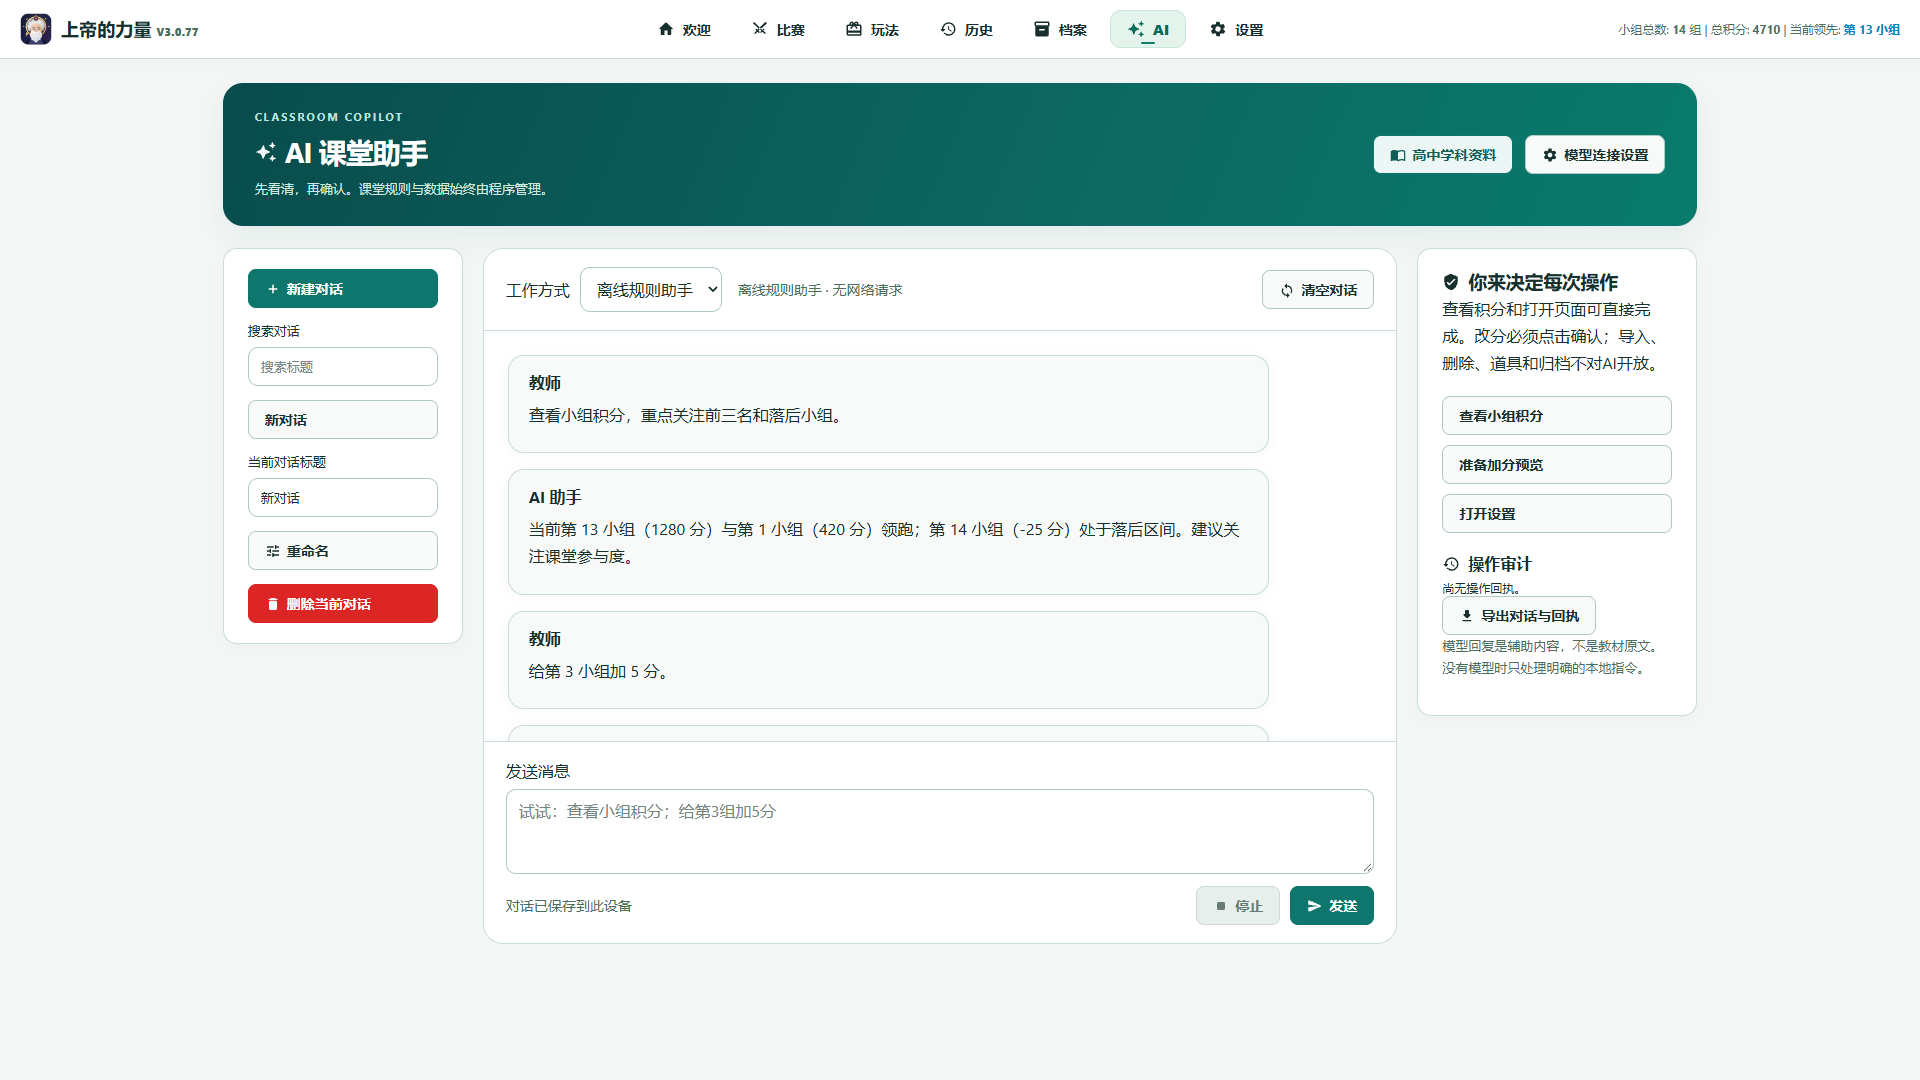 上帝的力量 V3.0.77
欢迎
比赛
玩法
历史
档案
AI
设置
小组总数: 14 组 | 总积分: 4710 | 当前领先: 第 13 小组
CLASSROOM COPILOT
AI 课堂助手
先看清，再确认。课堂规则与数据始终由程序管理。
高中学科资料
模型连接设置
新建对话
搜索对话
搜索标题
新对话
当前对话标题
新对话
重命名
删除当前对话
工作方式
离线规则助手
离线规则助手 · 无网络请求
清空对话
教师
查看小组积分，重点关注前三名和落后小组。
AI 助手
当前第 13 小组（1280 分）与第 1 小组（420 分）领跑；第 14 小组（-25 分）处于落后区间。建议关
注课堂参与度。
教师
给第 3 小组加 5 分。
发送消息
试试：查看小组积分；给第3组加5分
对话已保存到此设备
停止
发送
你来决定每次操作
查看积分和打开页面可直接完
成。改分必须点击确认；导入、
删除、道具和归档不对AI开放。
查看小组积分
准备加分预览
打开设置
操作审计
尚无操作回执。
导出对话与回执
模型回复是辅助内容，不是教材原文。
没有模型时只处理明确的本地指令。